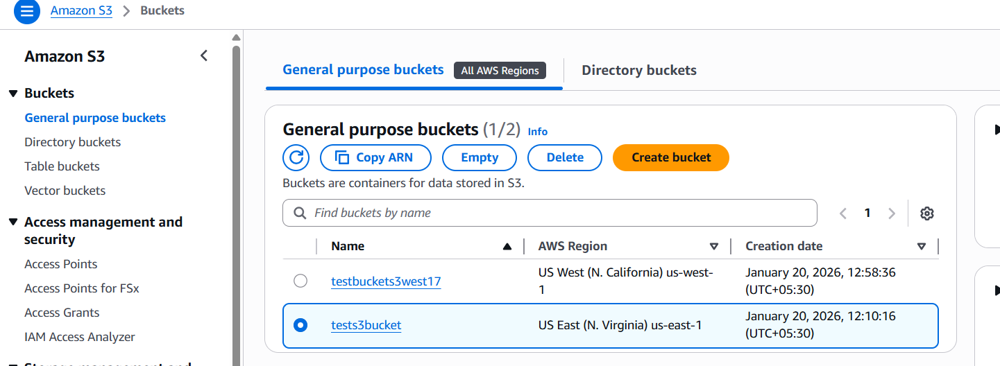 Amazon S3 > Buckets
Amazon S3
Buckets
General purpose buckets
Directory buckets
Table buckets
Vector buckets
Access management and
security
Access Points
Access Points for FSx
Access Grants
IAM Access Analyzer
General purpose buckets All AWS Regions Directory buckets
General purpose buckets (1/2) Info
Copy ARN Empty Delete Create bucket
Buckets are containers for data stored in S3.
Find buckets by name 1
Name AWS Region Creation date
testbuckets3west17 US West (N. California) us-west-
1 January 20, 2026, 12:58:36
(UTC+05:30)
tests3bucket US East (N. Virginia) us-east-1 January 20, 2026, 12:10:16
(UTC+05:30)